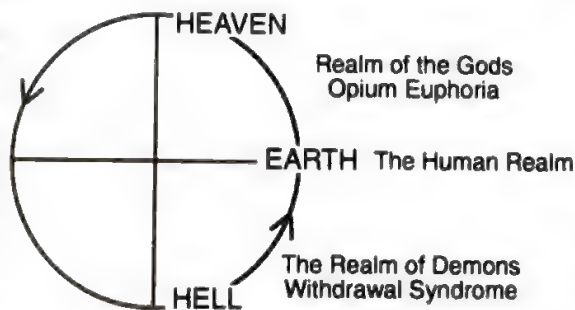 HEAVEN
Realm of the Gods
Opium Euphoria
EARTH The Human Realm
The Realm of Demons
Withdrawal Syndrome
HELL